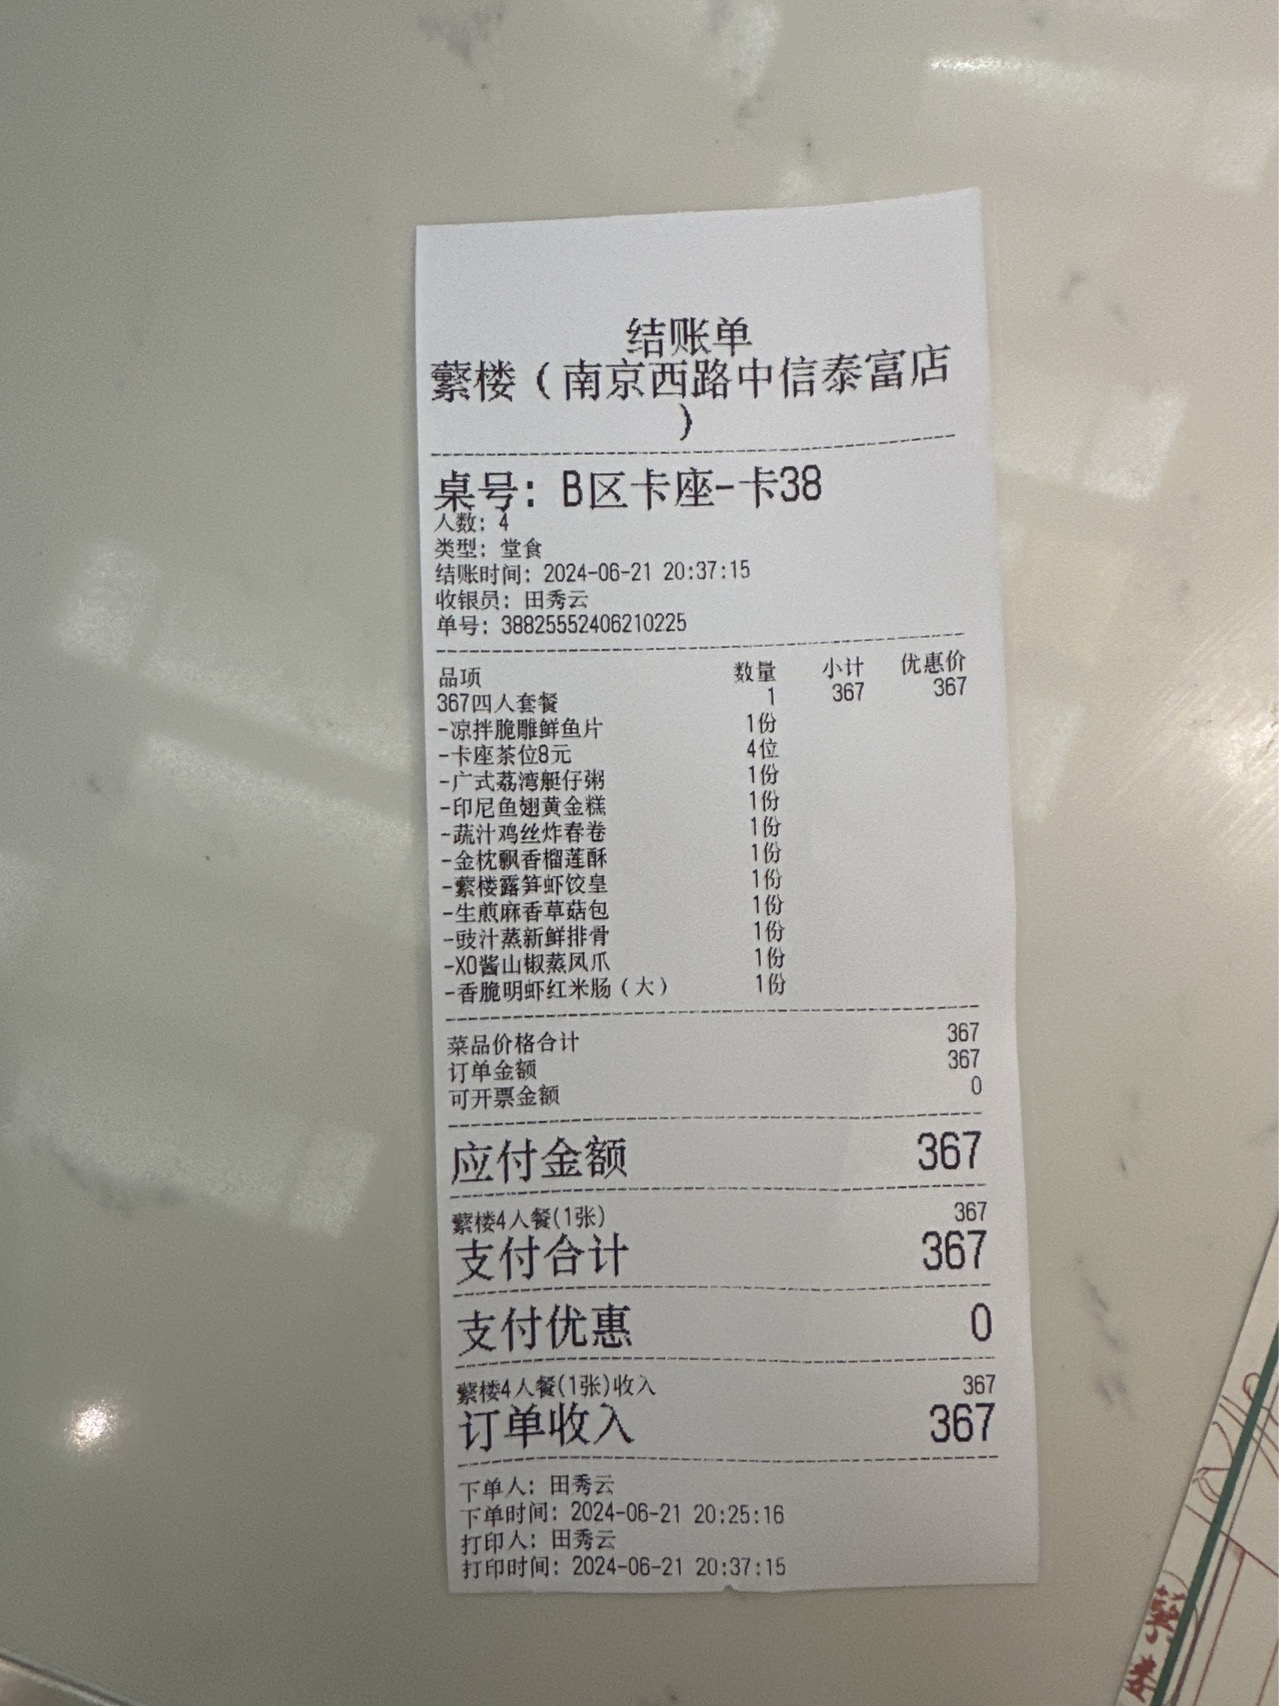 结账单
蘩楼（南京西路中信泰富店
）
桌号: B区卡座-卡38
人数: 4
类型: 堂食
结账时间: 2024-06-21 20:37:15
收银员: 田秀云
单号: 38825552406210225
品项 数量 小计 优惠价
367四人套餐 1 367 367
-凉拌脆雕鲜鱼片 1份
-卡座茶位8元 4位
-广式荔湾艇仔粥 1份
-印尼鱼翅黄金糕 1份
-蔬汁鸡丝炸春卷 1份
-金枕飘香榴莲酥 1份
-蘩楼露笋虾饺皇 1份
-生煎麻香草菇包 1份
-豉汁蒸新鲜排骨 1份
-XO酱山椒蒸凤爪 1份
-香脆明虾红米肠（大） 1份
菜品价格合计 367
订单金额 367
可开票金额 0
应付金额 367
蘩楼4人餐(1张) 367
支付合计 367
支付优惠 0
蘩楼4人餐(1张)收入 367
订单收入 367
下单人: 田秀云
下单时间: 2024-06-21 20:25:16
打印人: 田秀云
打印时间: 2024-06-21 20:37:15